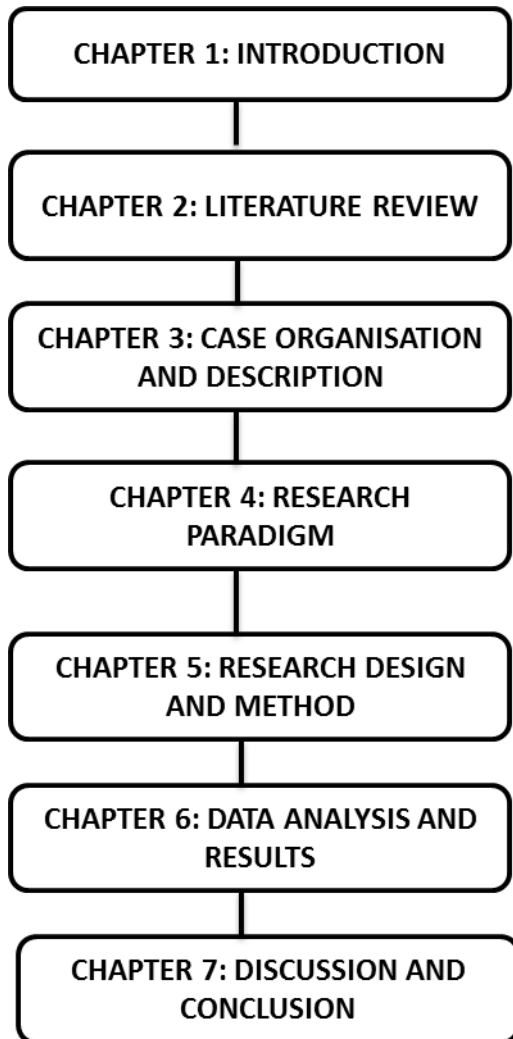 CHAPTER 1: INTRODUCTION
CHAPTER 2: LITERATURE REVIEW
CHAPTER 3: CASE ORGANISATION
AND DESCRIPTION
CHAPTER 4: RESEARCH
PARADIGM
CHAPTER 5: RESEARCH DESIGN
AND METHOD
CHAPTER 6: DATA ANALYSIS AND
RESULTS
CHAPTER 7: DISCUSSION AND
CONCLUSION